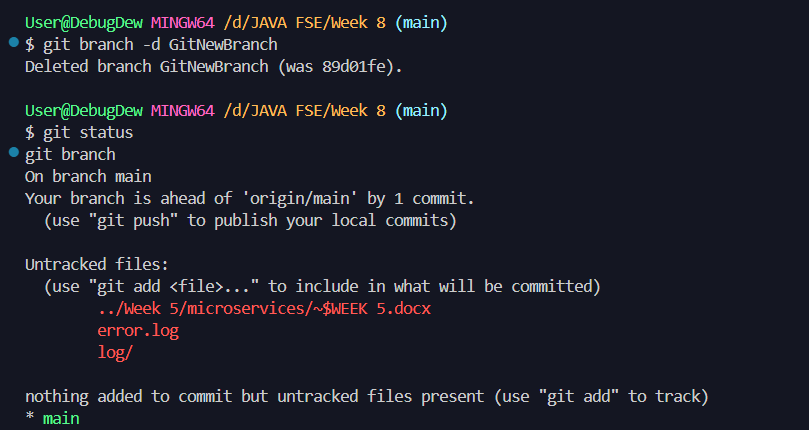 User@DebugDew MINGW64 /d/JAVA FSE/Week 8 (main)
$ git branch -d GitNewBranch
Deleted branch GitNewBranch (was 89d01fe).

User@DebugDew MINGW64 /d/JAVA FSE/Week 8 (main)
$ git status
git branch
On branch main
Your branch is ahead of 'origin/main' by 1 commit.
  (use "git push" to publish your local commits)

Untracked files:
  (use "git add <file>..." to include in what will be committed)
        ../Week 5/microservices/~$WEEK 5.docx
        error.log
        log/

nothing added to commit but untracked files present (use "git add" to track)
* main